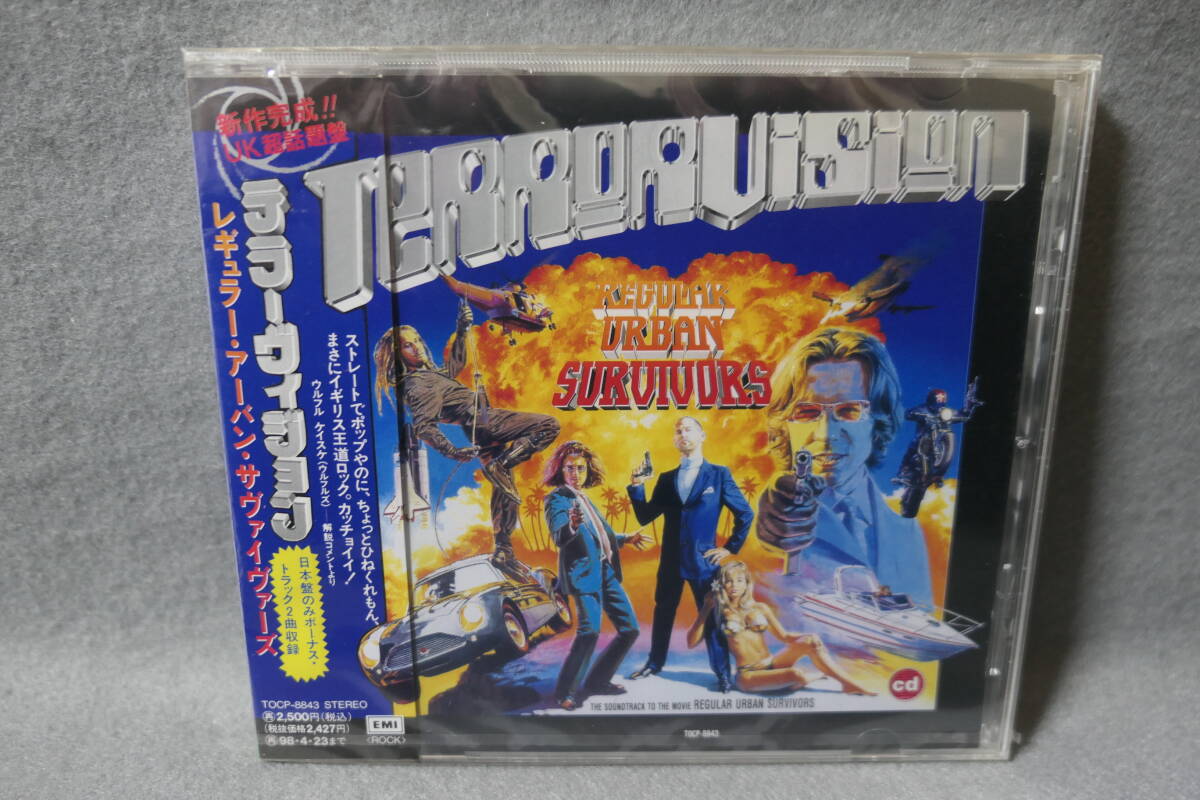 新作完成!!
UK超話題盤
テラーヴィジョン
レギュラー・アーバン・サヴァイヴァーズ
ストレートでポップやのに、ちょっとひねくれもん、
まさにイギリス王道ロック。カッチョイイ!
ウルフル ケイスケ(ウルフルズ)——解説コメントより
日本盤のみボーナス・
トラック2曲収録
TOCP-8843 STEREO
再2,500円(税込)
(税抜価格2,427円)
再98・4・23まで
EMI
<ROCK>
TERRORVISION
REGULAR
URBAN
SURVIVORS
cd
THE SOUNDTRACK TO THE MOVIE REGULAR URBAN SURVIVORS
TOCP-8843